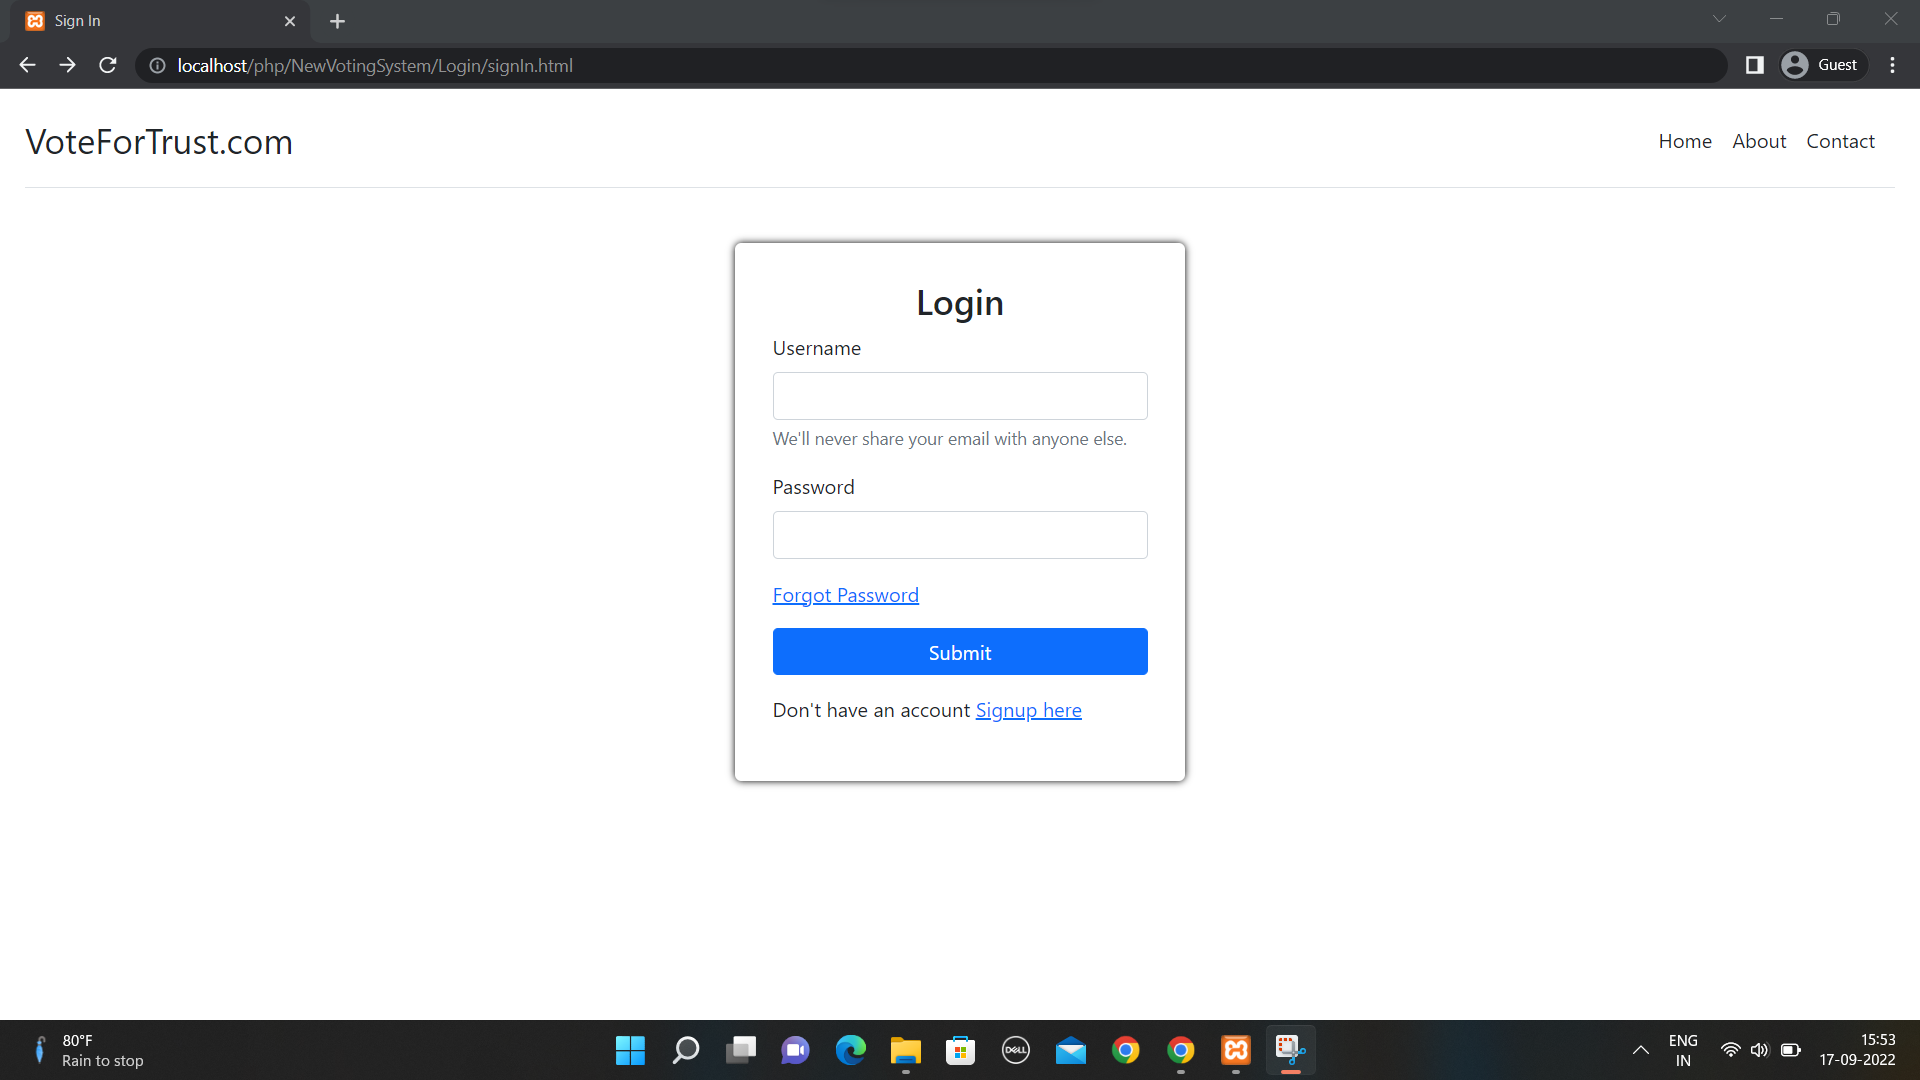 Sign In
localhost/php/NewVotingSystem/Login/signIn.html
Guest
VoteForTrust.com
Home About Contact
Login
Username
We'll never share your email with anyone else.
Password
Forgot Password
Submit
Don't have an account Signup here
80°F
Rain to stop
DELL
ENG
IN
15:53
17-09-2022